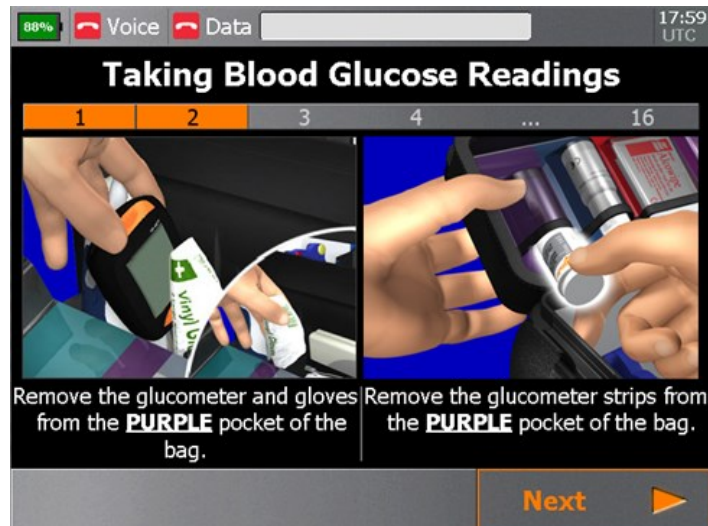 88% Voice Data 17:59
UTC
Taking Blood Glucose Readings
1 2 3 4 ... 16
vinyl
Alcowipe
Remove the glucometer and gloves
from the PURPLE pocket of the
bag.
Remove the glucometer strips from
the PURPLE pocket of the bag.
Next